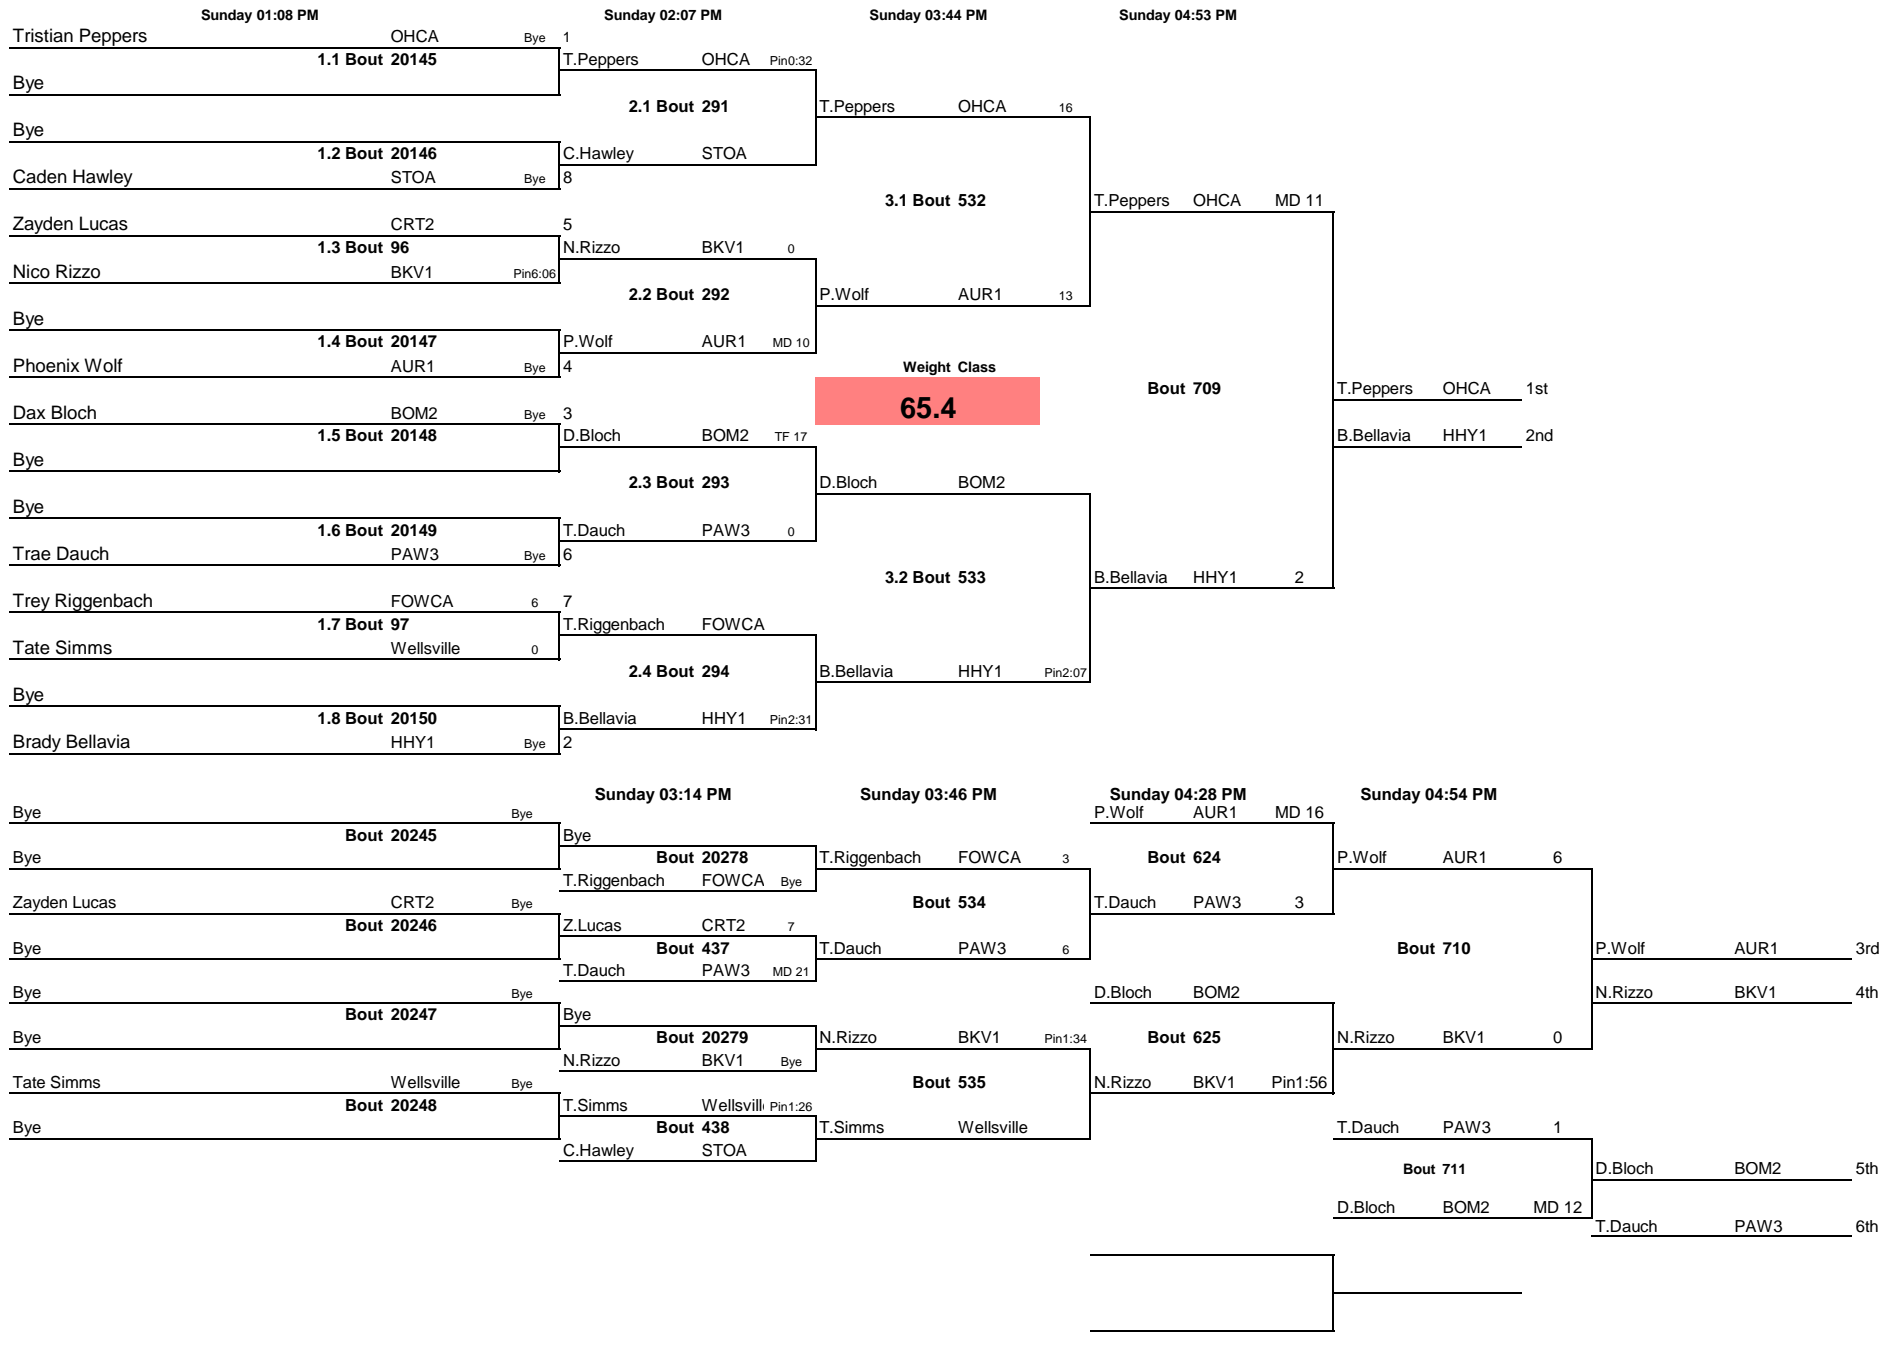 Sunday 01:08 PM Sunday 02:07 PM Sunday 03:44 PM Sunday 04:53 PM
Tristian Peppers OHCA Bye 1
1.1 Bout 20145 T.Peppers OHCA Pin0:32
Bye
2.1 Bout 291 T.Peppers OHCA 16
Bye
1.2 Bout 20146 C.Hawley STOA
Caden Hawley STOA Bye 8
3.1 Bout 532 T.Peppers OHCA MD 11
Zayden Lucas CRT2 5
1.3 Bout 96 N.Rizzo BKV1 0
Nico Rizzo BKV1 Pin6:06
2.2 Bout 292 P.Wolf AUR1 13
Bye
1.4 Bout 20147 P.Wolf AUR1 MD 10
Phoenix Wolf AUR1 Bye 4 Weight Class
Bout 709 T.Peppers OHCA 1st
Dax Bloch BOM2 Bye 3 65.4
1.5 Bout 20148 D.Bloch BOM2 TF 17 B.Bellavia HHY1 2nd
Bye
2.3 Bout 293 D.Bloch BOM2
Bye
1.6 Bout 20149 T.Dauch PAW3 0
Trae Dauch PAW3 Bye 6
3.2 Bout 533 B.Bellavia HHY1 2
Trey Riggenbach FOWCA 6 7
1.7 Bout 97 T.Riggenbach FOWCA
Tate Simms Wellsville 0
2.4 Bout 294 B.Bellavia HHY1 Pin2:07
Bye
1.8 Bout 20150 B.Bellavia HHY1 Pin2:31
Brady Bellavia HHY1 Bye 2
Sunday 03:14 PM Sunday 03:46 PM Sunday 04:28 PM Sunday 04:54 PM
Bye Bye P.Wolf AUR1 MD 16
Bout 20245 Bye
Bye Bout 20278 T.Riggenbach FOWCA 3 Bout 624 P.Wolf AUR1 6
T.Riggenbach FOWCA Bye
Zayden Lucas CRT2 Bye Bout 534 T.Dauch PAW3 3
Bout 20246 Z.Lucas CRT2 7
Bye Bout 437 T.Dauch PAW3 6 Bout 710 P.Wolf AUR1 3rd
T.Dauch PAW3 MD 21
Bye Bye D.Bloch BOM2 N.Rizzo BKV1 4th
Bout 20247 Bye
Bye Bout 20279 N.Rizzo BKV1 Pin1:34 Bout 625 N.Rizzo BKV1 0
N.Rizzo BKV1 Bye
Tate Simms Wellsville Bye Bout 535 N.Rizzo BKV1 Pin1:56
Bout 20248 T.Simms Wellsvill Pin1:26
Bye Bout 438 T.Simms Wellsville T.Dauch PAW3 1
C.Hawley STOA
Bout 711 D.Bloch BOM2 5th
D.Bloch BOM2 MD 12
T.Dauch PAW3 6th